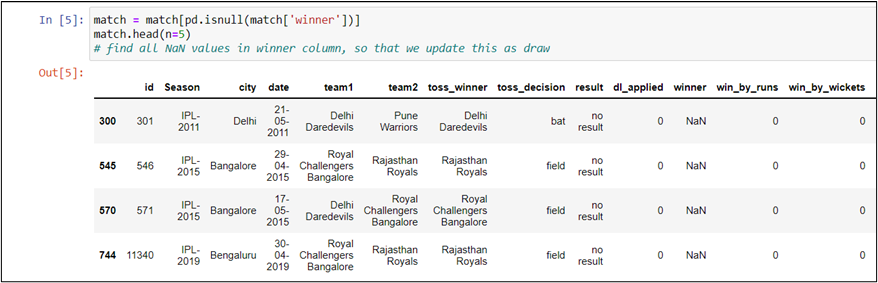 In [5]: match = match[pd.isnull(match['winner'])]
match.head(n=5)
# find all NaN values in winner column, so that we update this as draw
Out[5]:
id Season city date team1 team2 toss_winner toss_decision result dl_applied winner win_by_runs win_by_wickets
300 301 IPL-2011 Delhi 21-05-2011 Delhi Daredevils Pune Warriors Delhi Daredevils bat no result 0 NaN 0 0
545 546 IPL-2015 Bangalore 29-04-2015 Royal Challengers Bangalore Rajasthan Royals Rajasthan Royals field no result 0 NaN 0 0
570 571 IPL-2015 Bangalore 17-05-2015 Delhi Daredevils Royal Challengers Bangalore Royal Challengers Bangalore field no result 0 NaN 0 0
744 11340 IPL-2019 Bengaluru 30-04-2019 Royal Challengers Bangalore Rajasthan Royals Rajasthan Royals field no result 0 NaN 0 0